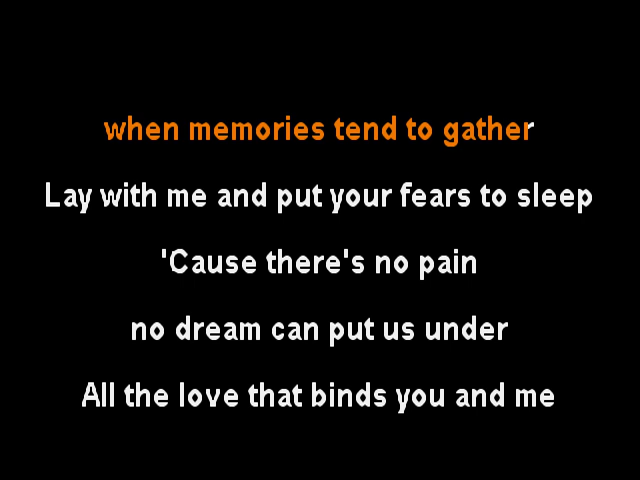 when memories tend to gather
Lay with me and put your fears to sleep
'Cause there's no pain
no dream can put us under
All the love that binds you and me